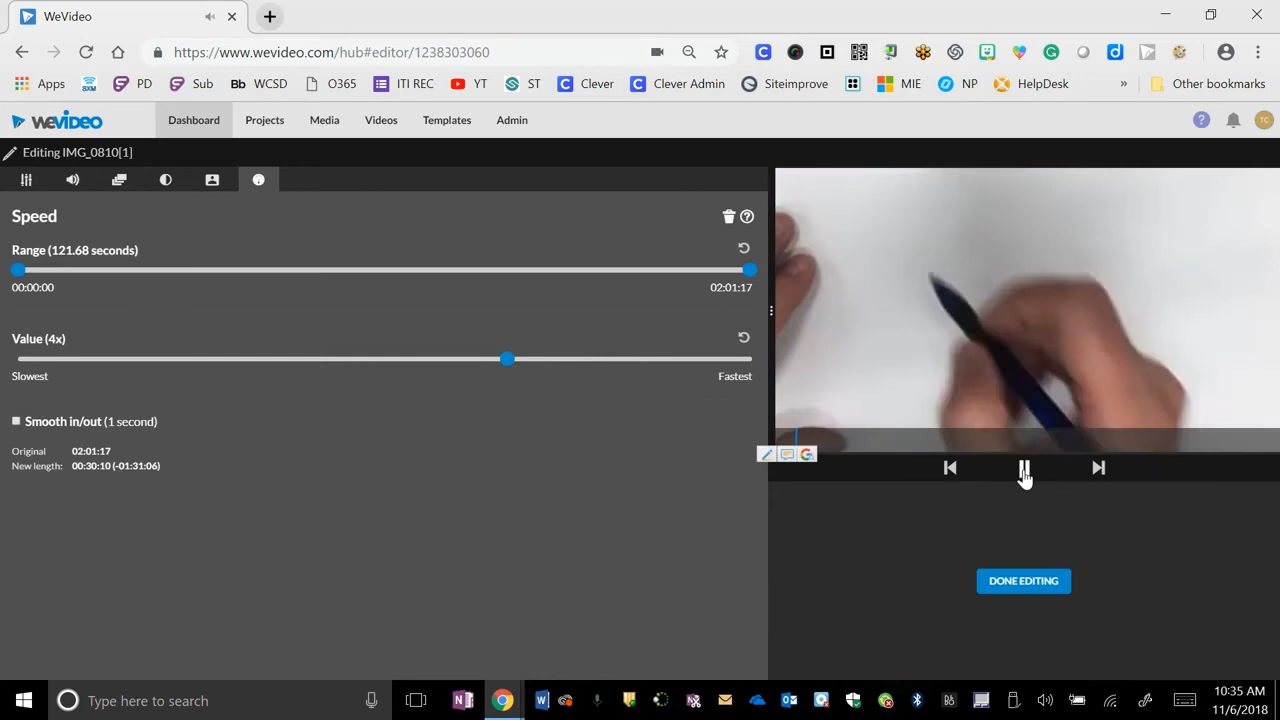 WeVideo
https://www.wevideo.com/hub#editor/1238303060
Apps PD Sub Bb WCSD O365 ITI REC YT ST Clever Clever Admin Siteimprove MIE NP HelpDesk » Other bookmarks
WEVIDEO Dashboard Projects Media Videos Templates Admin ? TC
Editing IMG_0810[1]
Speed
Range (121.68 seconds)
00:00:00 02:01:17
Value (4x)
Slowest Fastest
Smooth in/out (1 second)
Original 02:01:17
New length: 00:30:10 (-01:31:06)
DONE EDITING
Type here to search
10:35 AM
11/6/2018